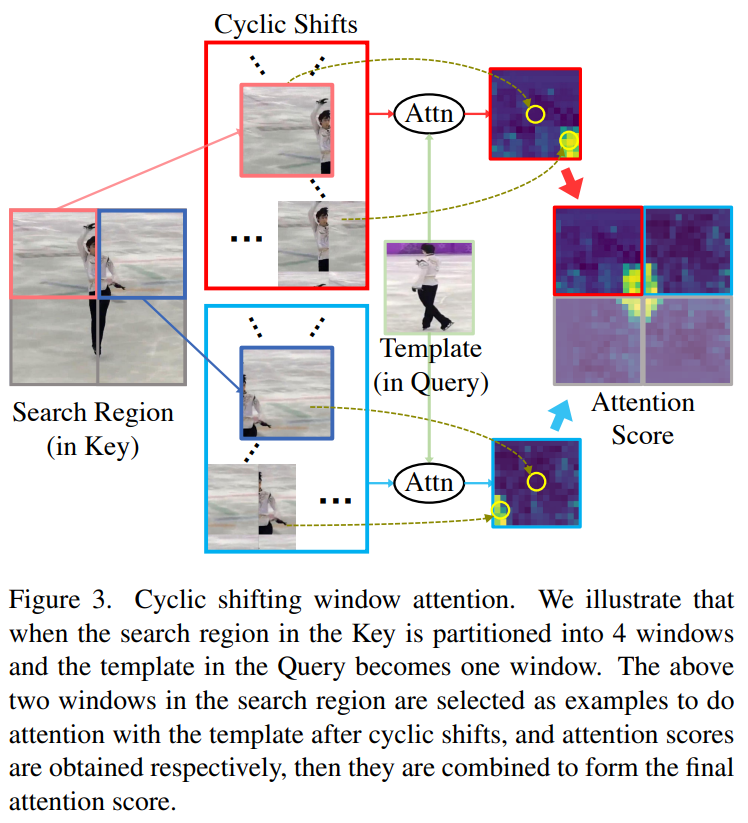 Cyclic Shifts
Attn
Template
(in Query)
Search Region
(in Key)
Attention
Score
Attn
Figure 3. Cyclic shifting window attention. We illustrate that
when the search region in the Key is partitioned into 4 windows
and the template in the Query becomes one window. The above
two windows in the search region are selected as examples to do
attention with the template after cyclic shifts, and attention scores
are obtained respectively, then they are combined to form the final
attention score.